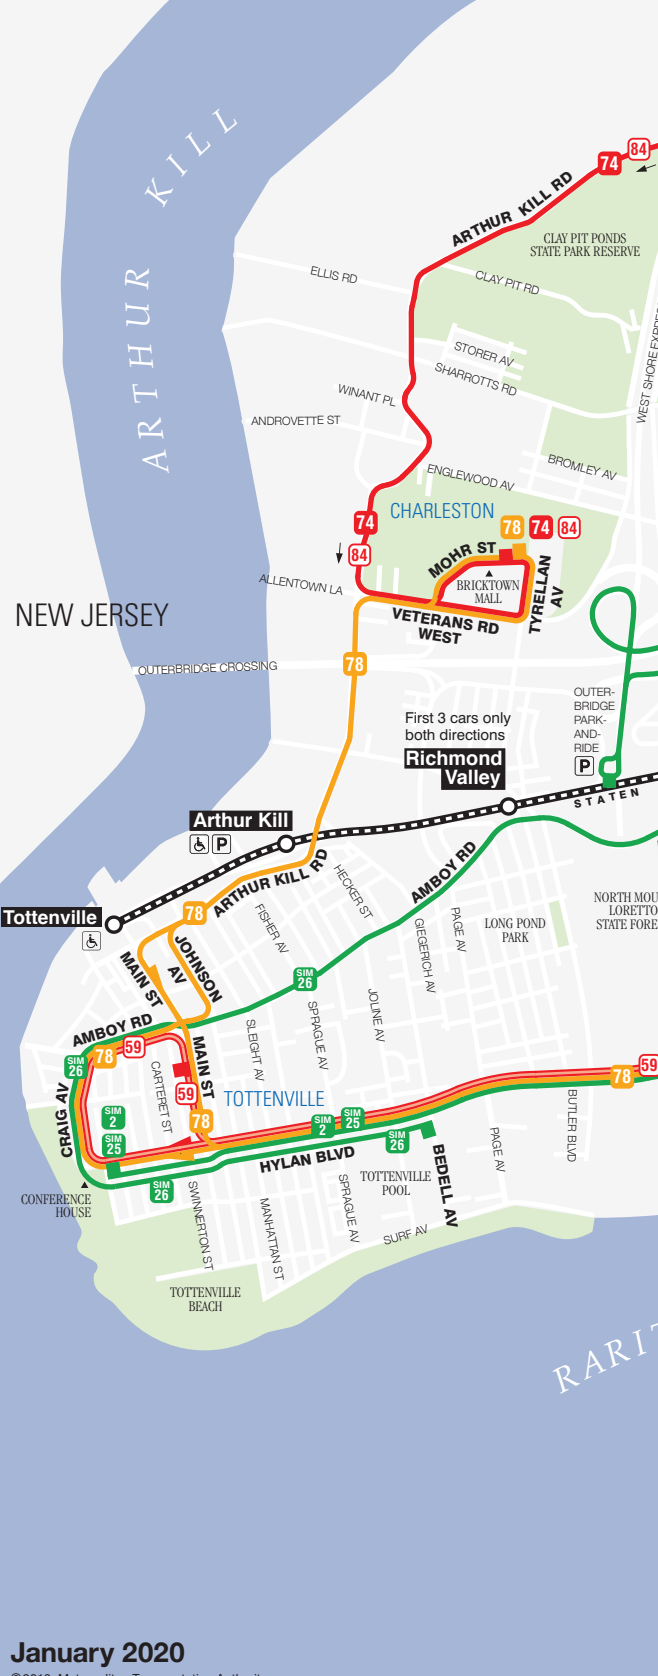 KILL
ARTHUR
84
74
ARTHUR KILL RD
CLAY PIT PONDS
STATE PARK RESERVE
ELLIS RD
CLAY PIT RD
STORER AV
SHARROTTS RD
WEST SHORE
WINANT PL
ANDROVETTE ST
ENGLEWOOD AV
BROMLEY AV
CHARLESTON
74
78
74
84
84
MOHR ST
BRICKTOWN
MALL
TYRELLAN
AV
ALLENTOWN LA
VETERANS RD
WEST
NEW JERSEY
OUTERBRIDGE CROSSING
78
OUTER-
BRIDGE
PARK-
AND-
RIDE
P
First 3 cars only
both directions
Richmond
Valley
STATEN
Arthur Kill
P
ARTHUR KILL RD
HECKER ST
AMBOY RD
Tottenville
78
FISHER AV
GIEGERICH AV
PAGE AV
LONG POND
PARK
NORTH MOU
LORETTO
STATE FORE
MAIN ST
JOHNSON
AV
SIM
26
JOLINE AV
SPRAGUE AV
SLEIGHT AV
AMBOY RD
59
78
SIM
26
MAIN ST
CARTERET ST
59
TOTTENVILLE
78
59
78
CRAIG AV
SIM
2
SIM
25
SIM
2
SIM
25
SIM
26
BUTLER BLVD
PAGE AV
HYLAN BLVD
BEDELL AV
TOTTENVILLE
POOL
SIM
26
CONFERENCE
HOUSE
SWINNERTON ST
MANHATTAN ST
SPRAGUE AV
SURF AV
TOTTENVILLE
BEACH
RARIT
January 2020